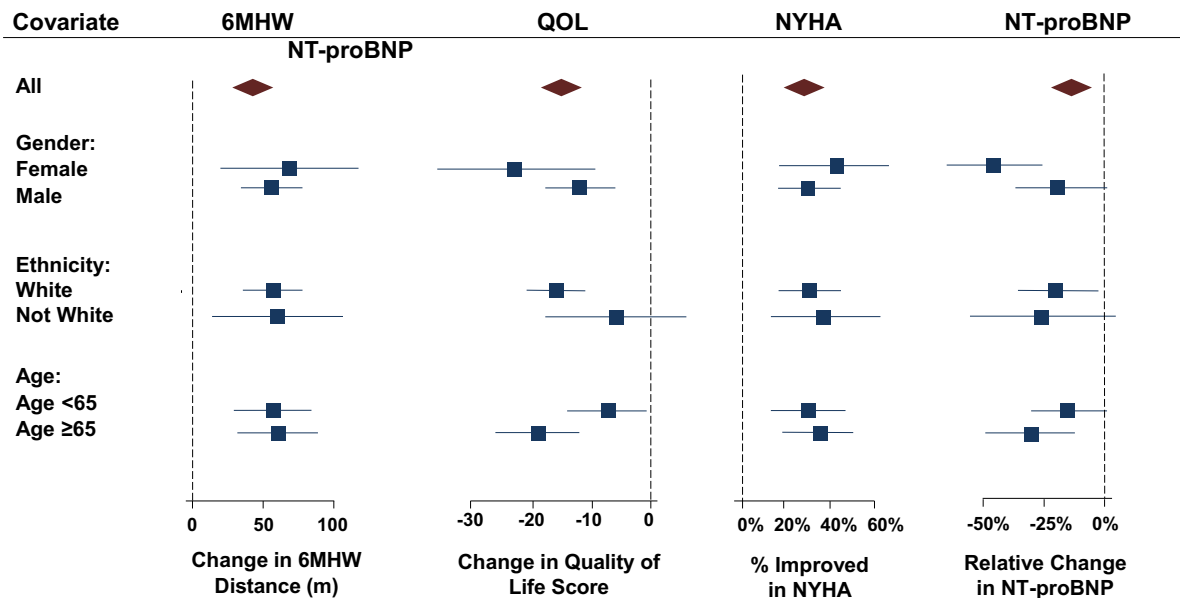 Covariate 6MHW QOL NYHA NT-proBNP
NT-proBNP
All
Gender:
Female
Male
Ethnicity:
White
Not White
Age:
Age <65
Age ≥65
0 50 100 -30 -20 -10 0 0% 20% 40% 60% -50% -25% 0%
Change in 6MHW
Distance (m)
Change in Quality of
Life Score
% Improved
in NYHA
Relative Change
in NT-proBNP